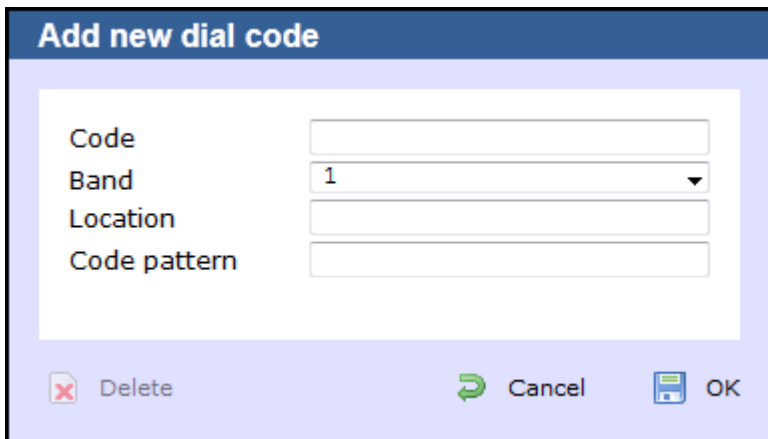 Add new dial code
Code
Band 1
Location
Code pattern
Delete Cancel OK